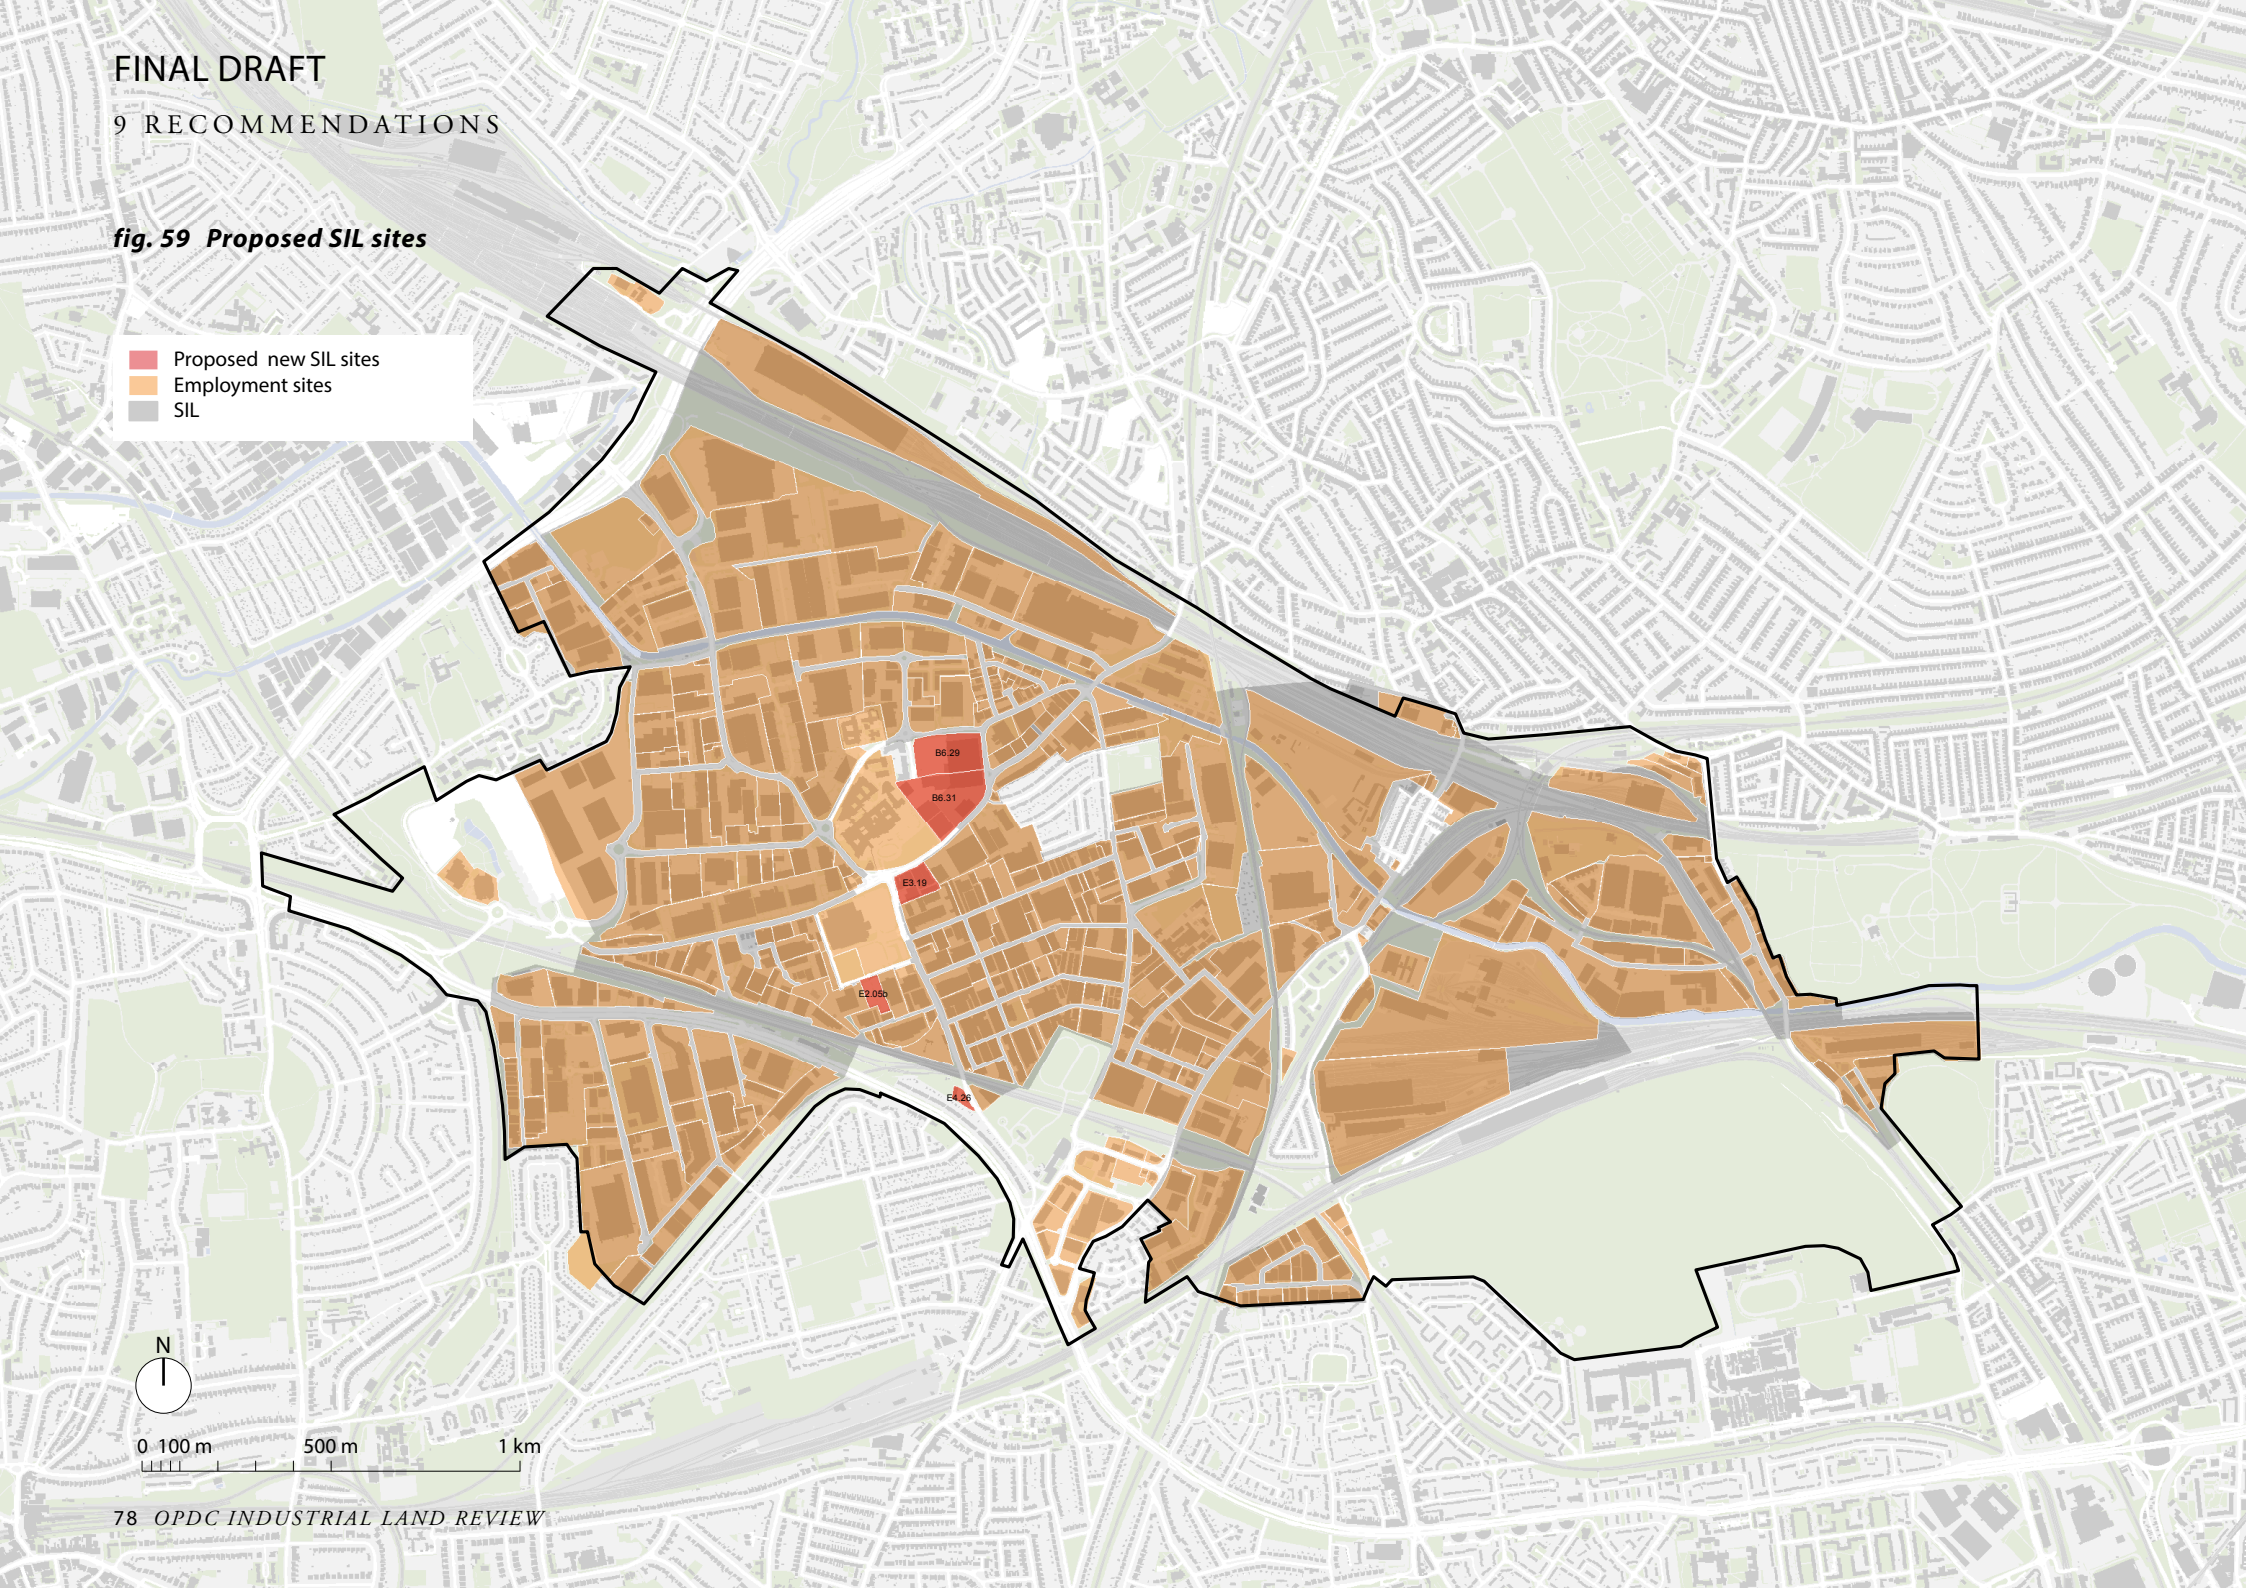 FINAL DRAFT
9 RECOMMENDATIONS
fig. 59 Proposed SIL sites
Proposed new SIL sites
Employment sites
SIL
B6.29
B6.31
E3.19
E2.05b
E4.26
N
0 100 m 500 m 1 km
78 OPDC INDUSTRIAL LAND REVIEW